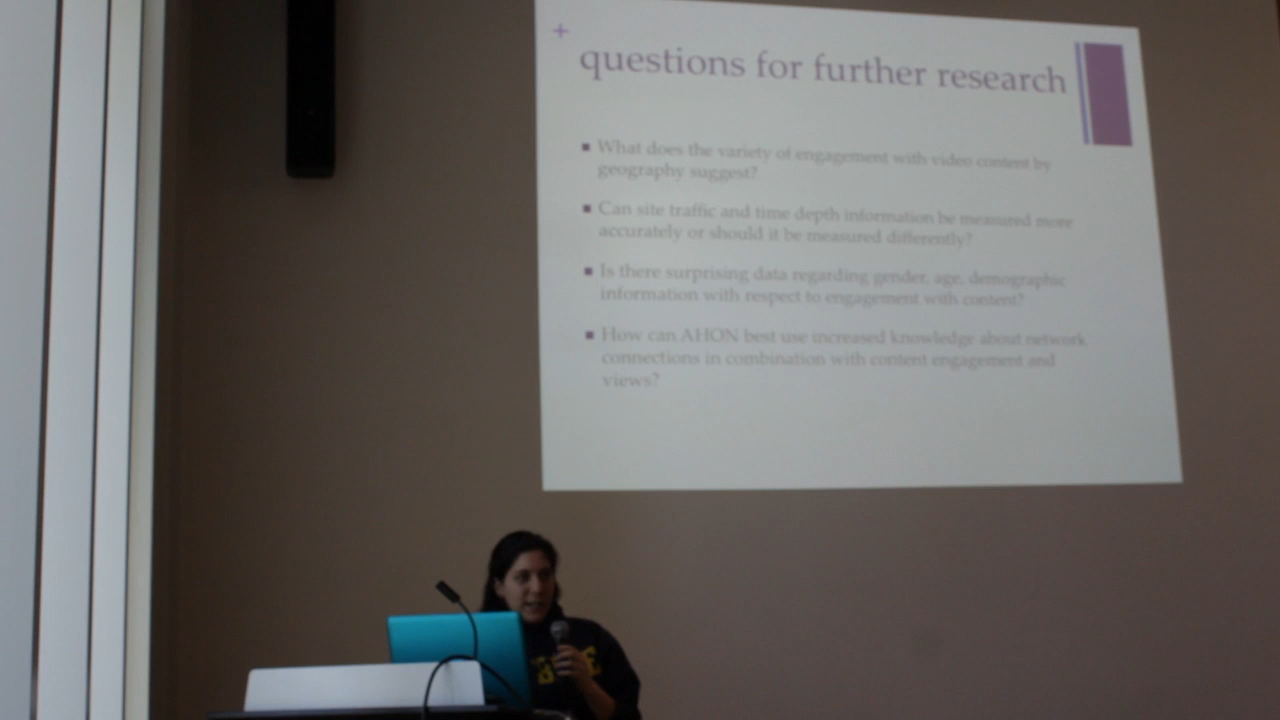 +
questions for further research
▪ What does the variety of engagement with video content by
geography suggest?
▪ Can site traffic and time depth information be measured more
accurately or should it be measured differently?
▪ Is there surprising data regarding gender, age, demographic
information with respect to engagement with content?
▪ How can AHON best use increased knowledge about network
connections in combination with content engagement and
views?